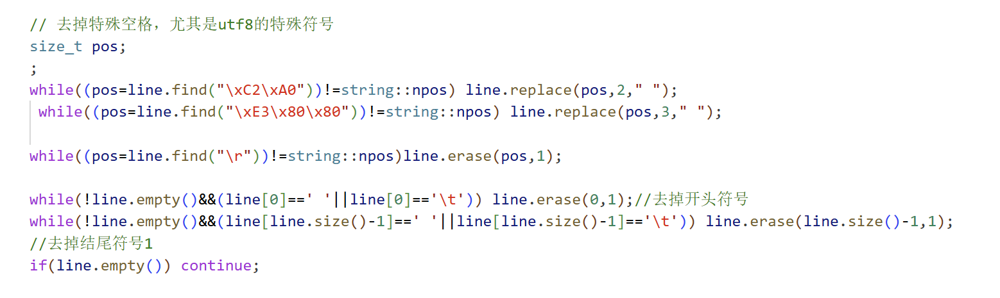 // 去掉特殊空格，尤其是utf8的特殊符号
size_t pos;
;
while((pos=line.find("\xC2\xA0"))!=string::npos) line.replace(pos,2," ");
 while((pos=line.find("\xE3\x80\x80"))!=string::npos) line.replace(pos,3," ");
while((pos=line.find("\r"))!=string::npos)line.erase(pos,1);
while(!line.empty()&&(line[0]==' '||line[0]=='\t')) line.erase(0,1);//去掉开头符号
while(!line.empty()&&(line[line.size()-1]==' '||line[line.size()-1]=='\t')) line.erase(line.size()-1,1);
//去掉结尾符号1
if(line.empty()) continue;